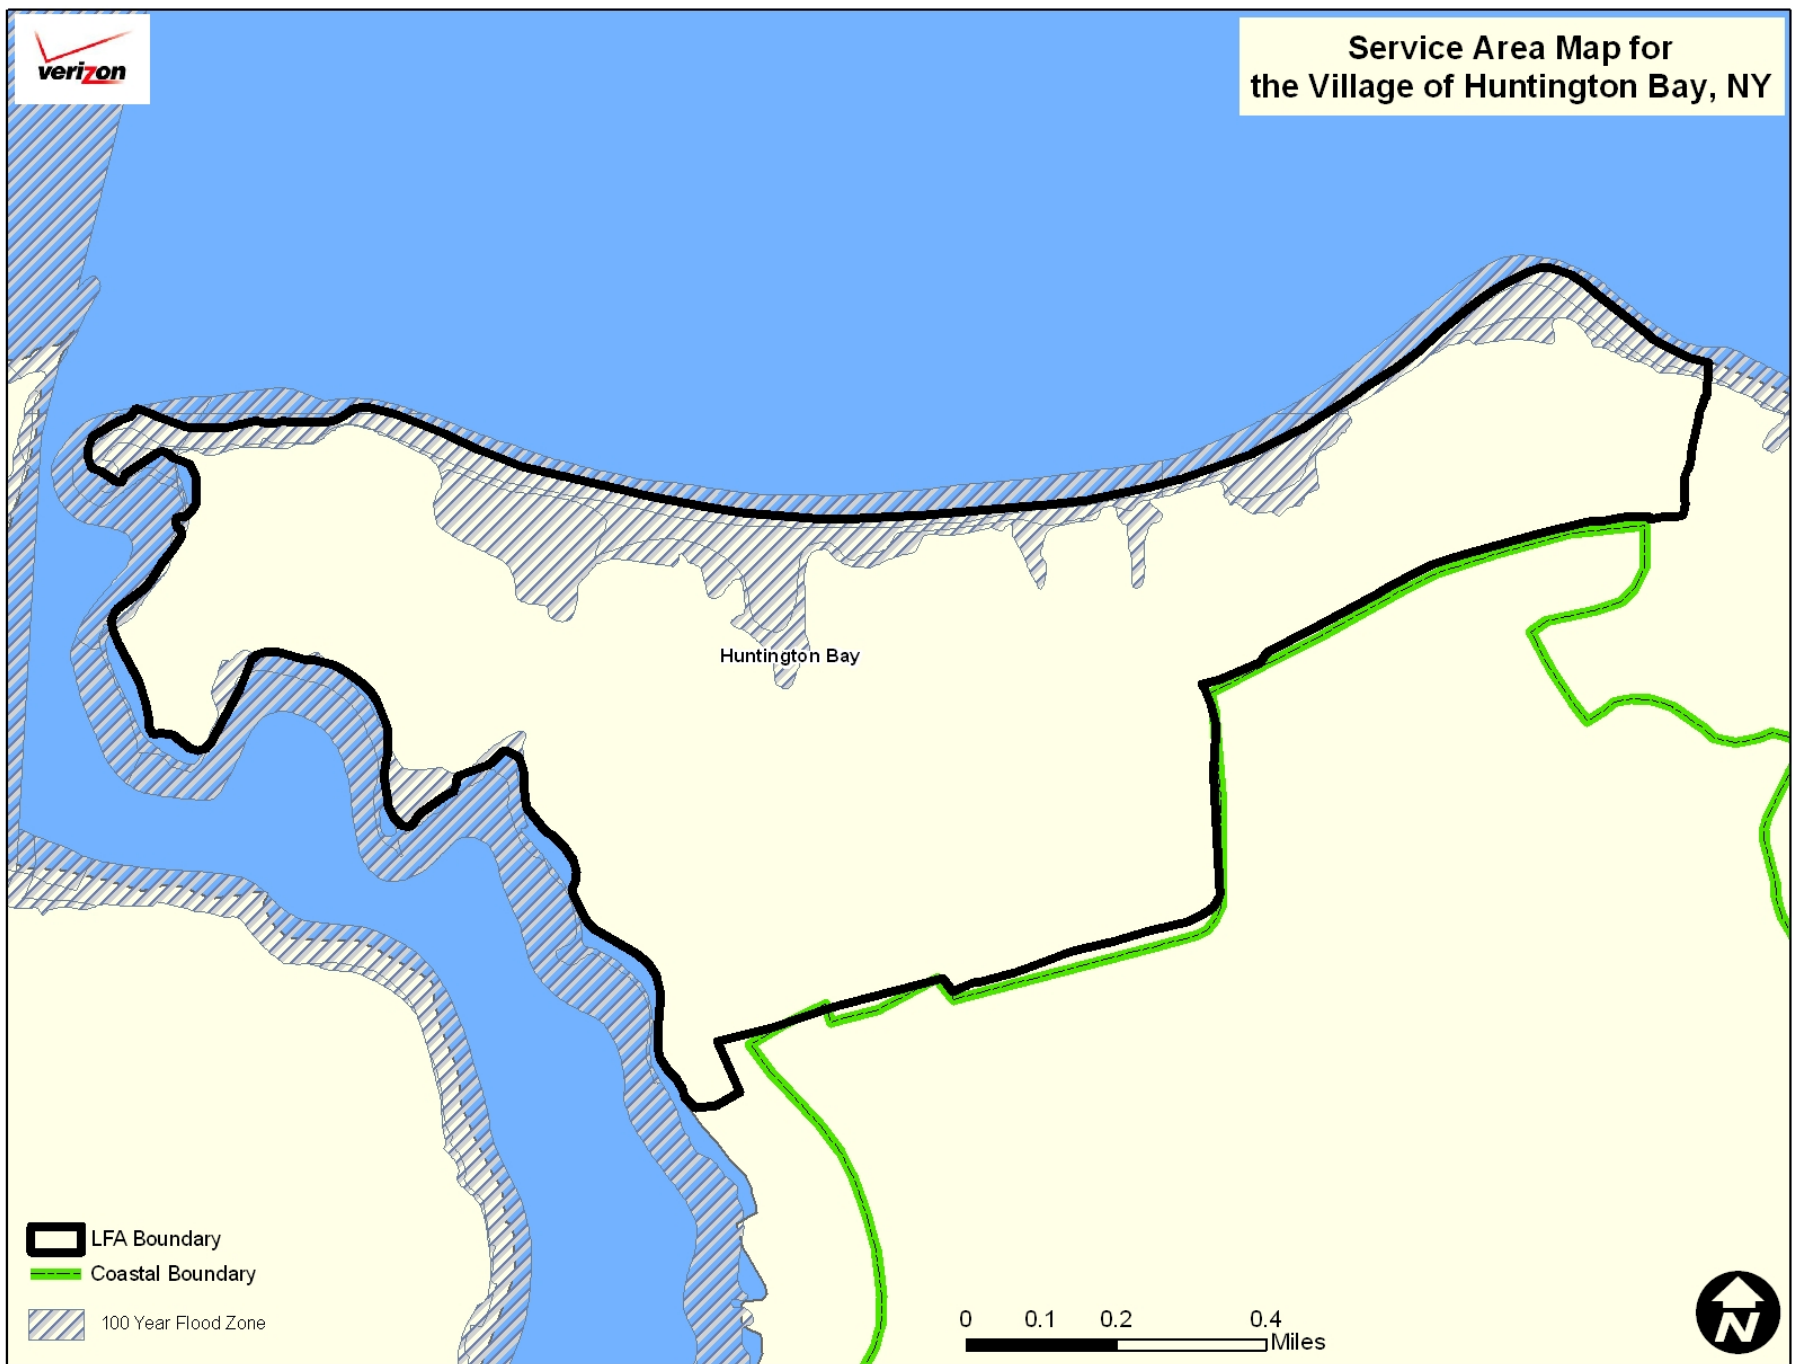 verizon
Service Area Map for
the Village of Huntington Bay, NY
Huntington Bay
LFA Boundary
Coastal Boundary
100 Year Flood Zone
0 0.1 0.2 0.4
Miles
N